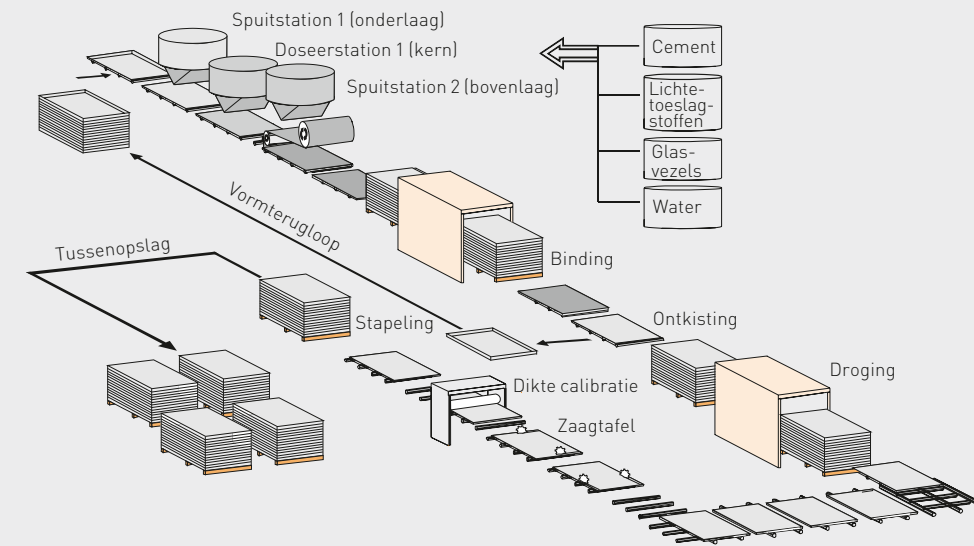 Spuitstation 1 (onderlaag)
Doseerstation 1 (kern)
Spuitstation 2 (bovenlaag)
Cement
Lichte-
toeslag-
stoffen
Glas-
vezels
Water
Vormterugloop
Tussenopslag
Binding
Stapeling
Ontkisting
Dikte calibratie
Droging
Zaagtafel